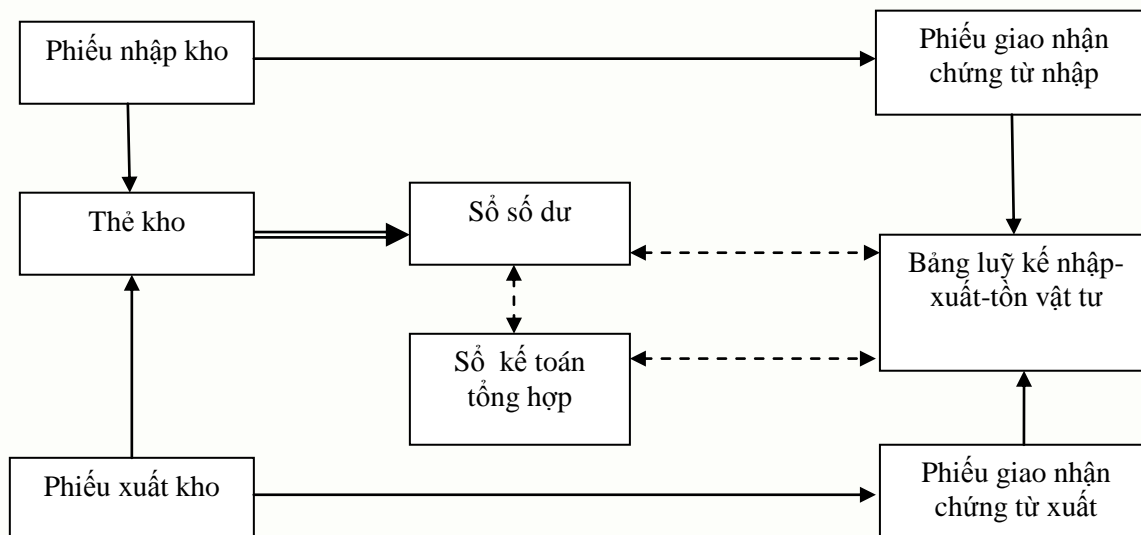 Phiếu nhập kho
Phiếu giao nhận
chứng từ nhập
Thẻ kho
Sổ số dư
Bảng luỹ kế nhập-
xuất-tồn vật tư
Sổ kế toán
tổng hợp
Phiếu xuất kho
Phiếu giao nhận
chứng từ xuất